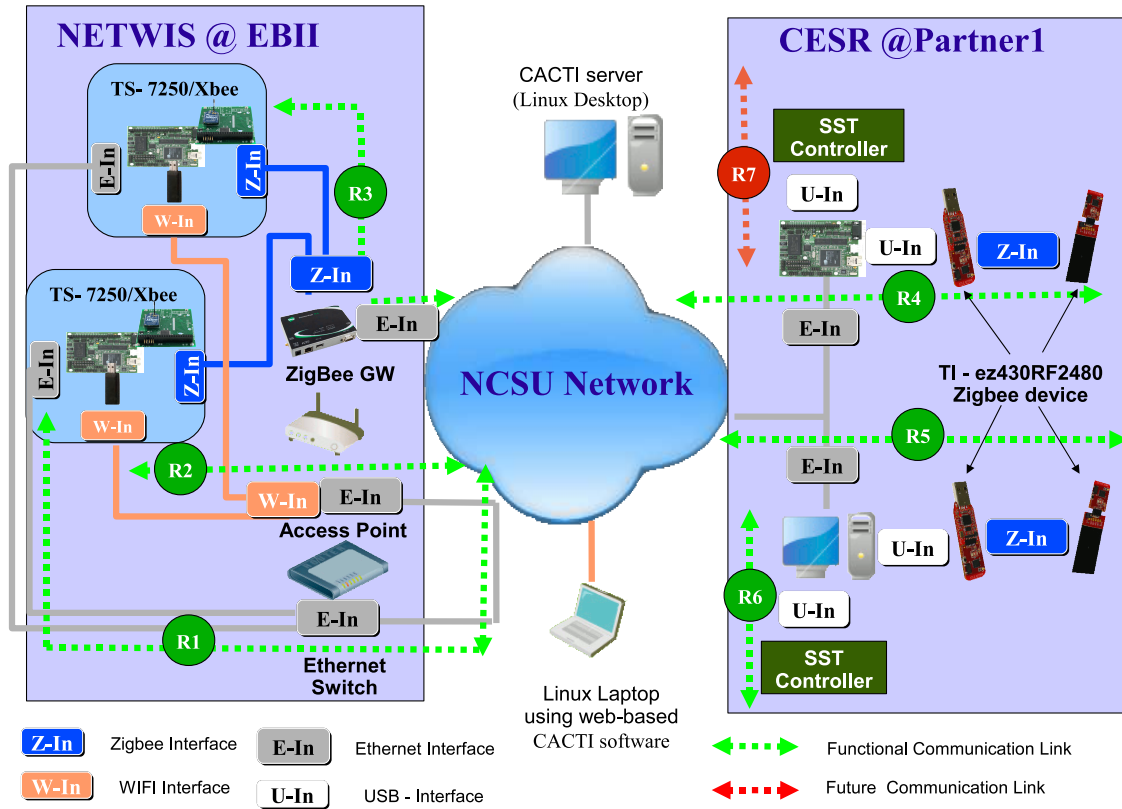 NETWIS @ EBII
TS- 7250/Xbee
E-In
Z-In
W-In
R3
Z-In
TS- 7250/Xbee
E-In
Z-In
W-In
E-In
ZigBee GW
R2
W-In
E-In
Access Point
E-In
R1
Ethernet
Switch
CACTI server
(Linux Desktop)
NCSU Network
Linux Laptop
using web-based
CACTI software
CESR @Partner1
SST
Controller
R7
U-In
U-In
Z-In
R4
E-In
TI - ez430RF2480
Zigbee device
R5
E-In
U-In
Z-In
R6
U-In
SST
Controller
Z-In
Zigbee Interface
E-In
Ethernet Interface
W-In
WIFI Interface
U-In
USB - Interface
Functional Communication Link
Future Communication Link